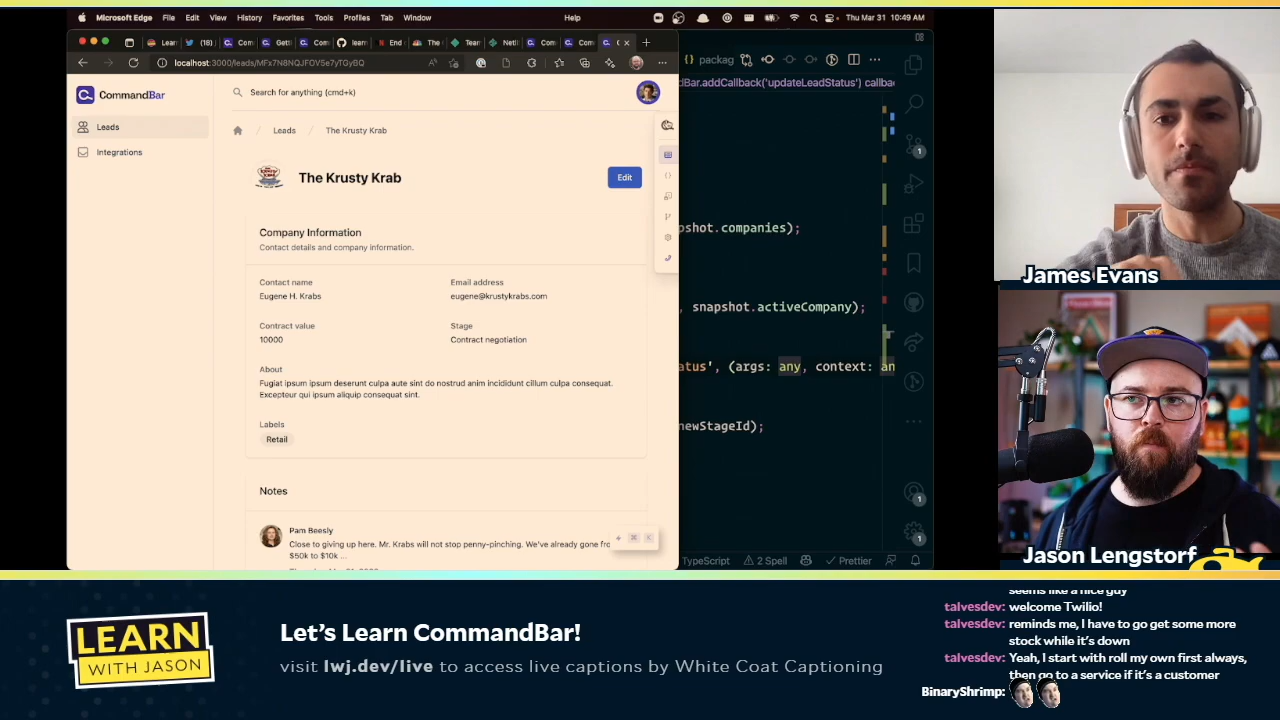 Microsoft Edge File Edit View History Favorites Tools Profiles Tab Window Help Thu Mar 31 10:49 AM
localhost:3000/leads/MFx7N8NQJFOV5e7yTGyBQ
CommandBar
Search for anything (cmd+k)
Leads
Integrations
Leads / The Krusty Krab
The Krusty Krab
Edit
Company Information
Contact details and company information.
Contact name
Eugene H. Krabs
Email address
eugene@krustykrabs.com
Contract value
10000
Stage
Contract negotiation
About
Fugiat ipsum ipsum deserunt culpa aute sint do nostrud anim incididunt cillum culpa consequat.
Excepteur qui ipsum aliquip consequat sint.
Labels
Retail
Notes
Pam Beesly
Close to giving up here. Mr. Krabs will not stop penny-pinching. We've already gone fro
$50k to $10k ...
{} packag
dBar.addCallback('updateLeadStatus') callba
pshot.companies);
, snapshot.activeCompany);
atus', (args: any, context: an
newStageId);
TypeScript 2 Spell Prettier
James Evans
Jason Lengstorf
LEARN
WITH JASON
Let's Learn CommandBar!
visit lwj.dev/live to access live captions by White Coat Captioning
seems like a nice guy
talvesdev: welcome Twilio!
talvesdev: reminds me, I have to go get some more
stock while it's down
talvesdev: Yeah, I start with roll my own first always,
then go to a service if it's a customer
BinaryShrimp: